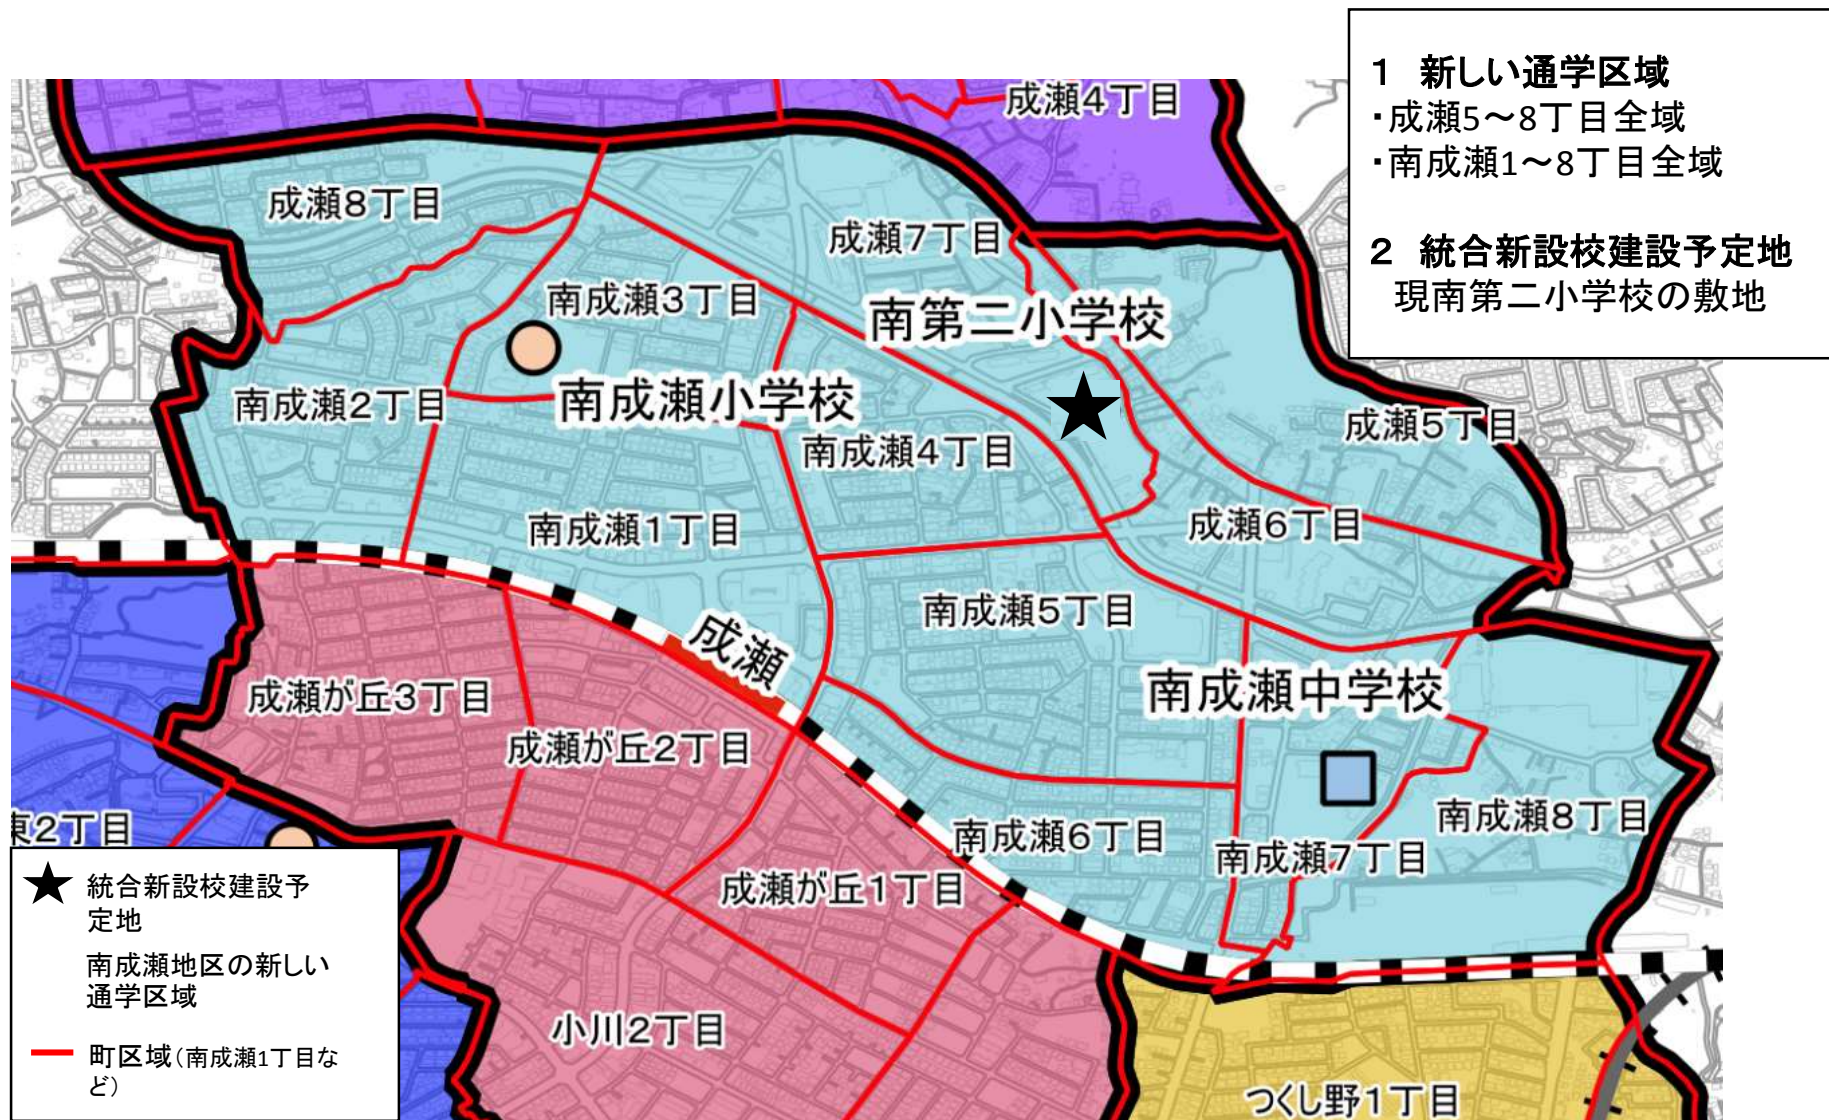 1 新しい通学区域
・成瀬5～8丁目全域
・南成瀬1～8丁目全域
2 統合新設校建設予定地
現南第二小学校の敷地
成瀬4丁目
成瀬8丁目
成瀬7丁目
南成瀬3丁目
南第二小学校
南成瀬2丁目
南成瀬小学校
成瀬5丁目
南成瀬4丁目
南成瀬1丁目
成瀬6丁目
南成瀬5丁目
成瀬
成瀬が丘3丁目
南成瀬中学校
成瀬が丘2丁目
東2丁目
南成瀬6丁目
南成瀬8丁目
南成瀬7丁目
成瀬が丘1丁目
小川2丁目
つくし野1丁目
★ 統合新設校建設予
定地
南成瀬地区の新しい
通学区域
町区域(南成瀬1丁目な
ど)